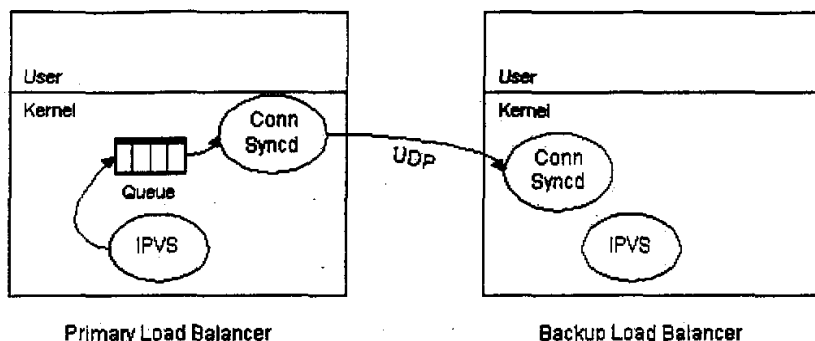 User
Kernel
Conn
Syncd
Queue
IPVS
UDP
User
Kernel
Conn
Syncd
IPVS
Primary Load Balancer
Backup Load Balancer